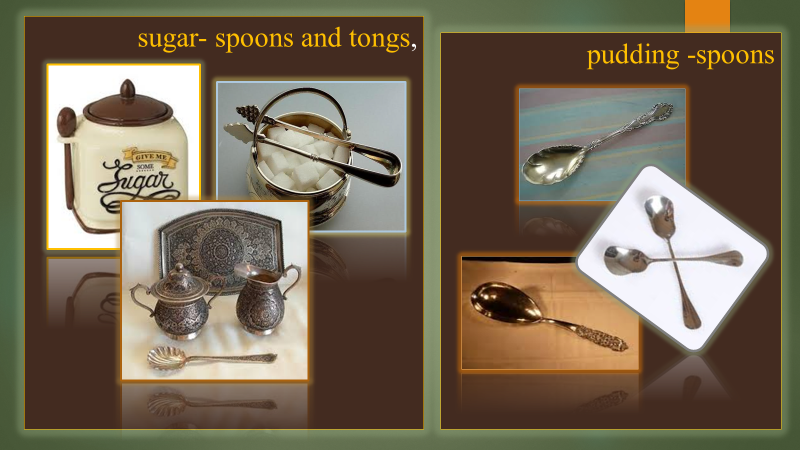 sugar- spoons and tongs,
pudding -spoons
GIVE ME
SOME
Sugar